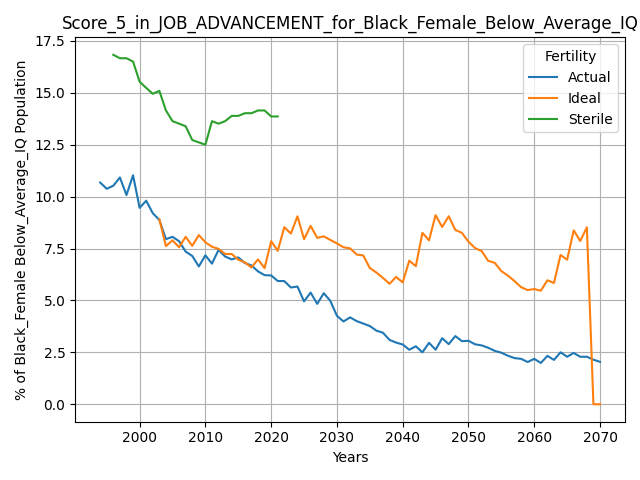 Score_5_in_JOB_ADVANCEMENT_for_Black_Female_Below_Average_IQ
% of Black_Female Below_Average_IQ Population
17.5
15.0
12.5
10.0
7.5
5.0
2.5
0.0
Fertility
Actual
Ideal
Sterile
2000 2010 2020 2030 2040 2050 2060 2070
Years